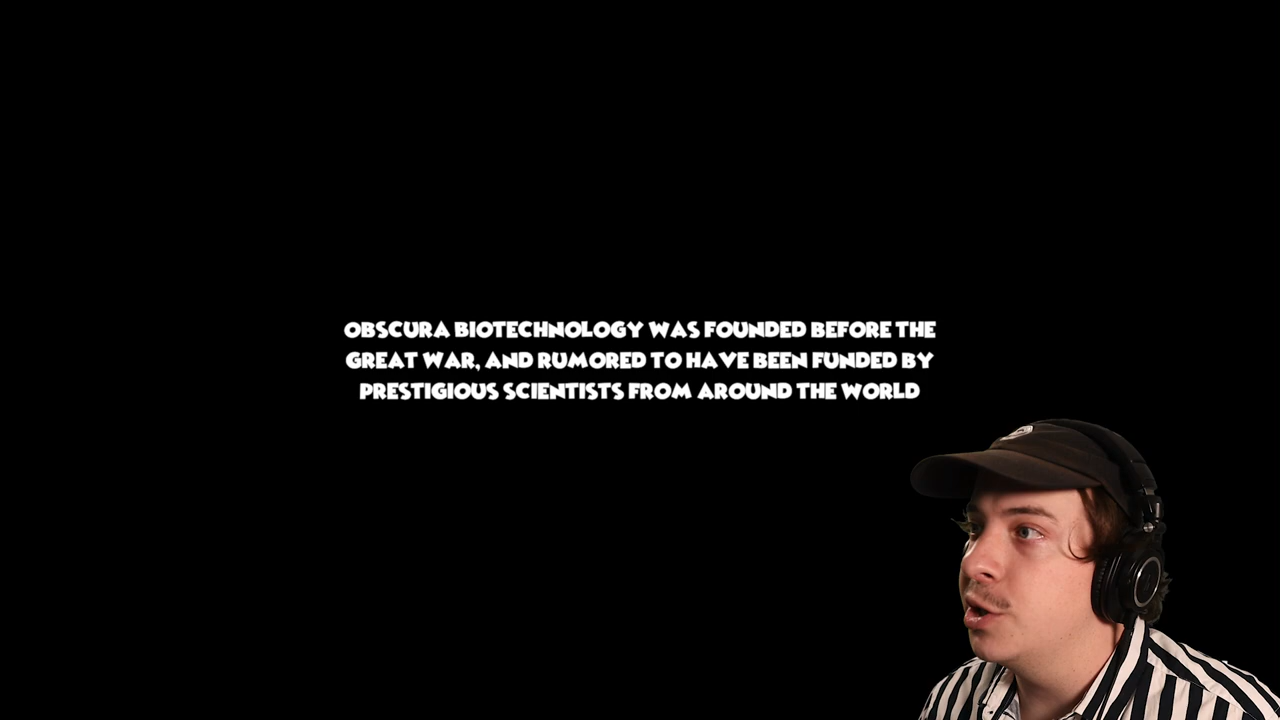 OBSCURA BIOTECHNOLOGY WAS FOUNDED BEFORE THE
GREAT WAR, AND RUMORED TO HAVE BEEN FUNDED BY
PRESTIGIOUS SCIENTISTS FROM AROUND THE WORLD